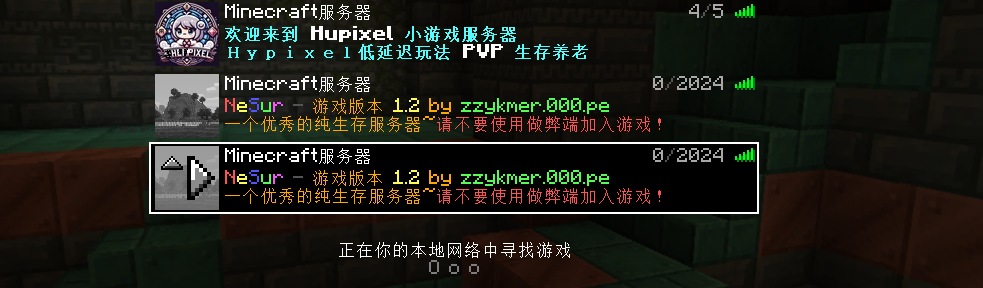 Minecraft服务器
4/5
欢迎来到 Hupixel 小游戏服务器
Ｈｙｐｉｘｅｌ低延迟玩法 PVP 生存养老
Minecraft服务器
0/2024
NeSur - 游戏版本 1.2 by zzykmer.000.pe
一个优秀的纯生存服务器~请不要使用做弊端加入游戏！
Minecraft服务器
0/2024
NeSur - 游戏版本 1.2 by zzykmer.000.pe
一个优秀的纯生存服务器~请不要使用做弊端加入游戏！
正在你的本地网络中寻找游戏
O o o